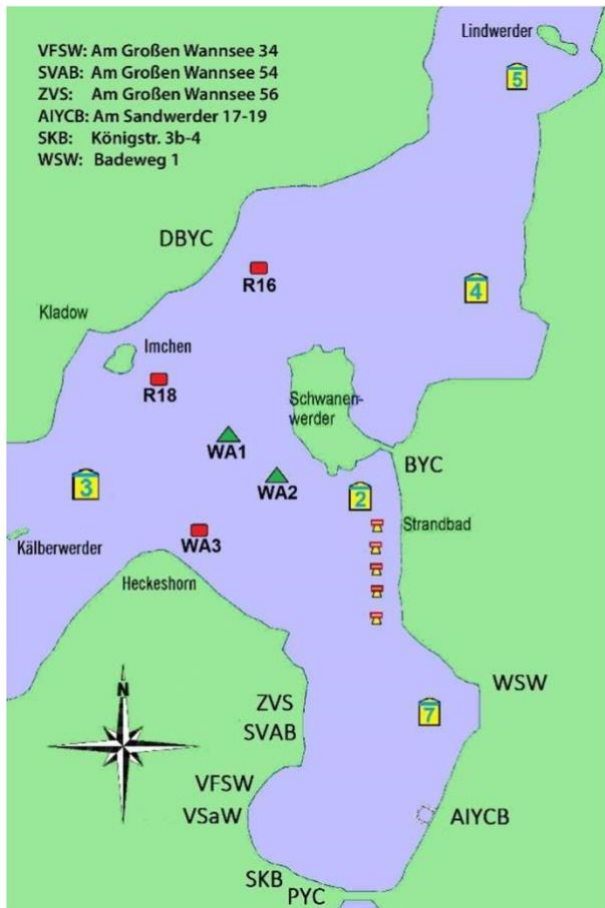 VFSW: Am Großen Wannsee 34
SVAB: Am Großen Wannsee 54
ZVS: Am Großen Wannsee 56
AIYCB: Am Sandwerder 17-19
SKB: Königstr. 3b-4
WSW: Badeweg 1
Lindwerder
5
DBYC
R16
4
Kladow
Imchen
R18
Schwanen-
werder
WA1
BYC
WA2
3
2
Strandbad
WA3
Kälberwerder
Heckeshorn
N
WSW
ZVS
7
SVAB
VFSW
VSaW
AIYCB
SKB
PYC